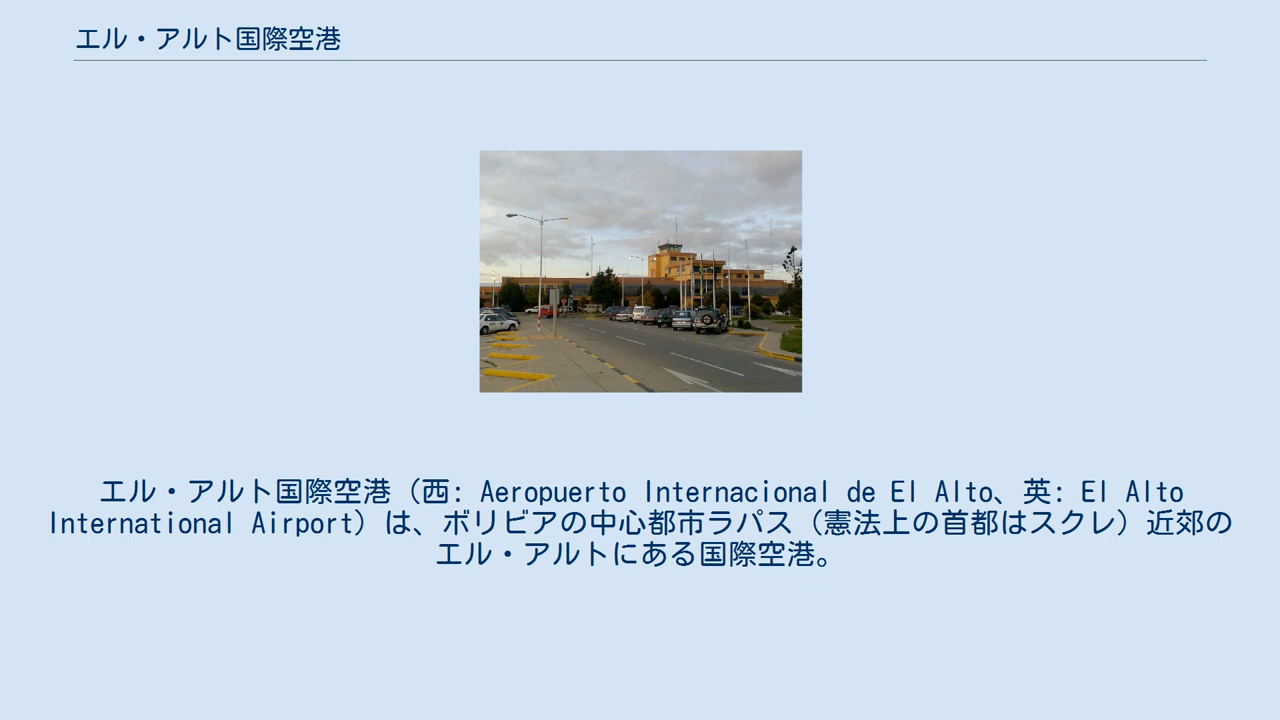 エル・アルト国際空港
エル・アルト国際空港（西: Aeropuerto Internacional de El Alto、英: El Alto
International Airport）は、ボリビアの中心都市ラパス（憲法上の首都はスクレ）近郊の
エル・アルトにある国際空港。